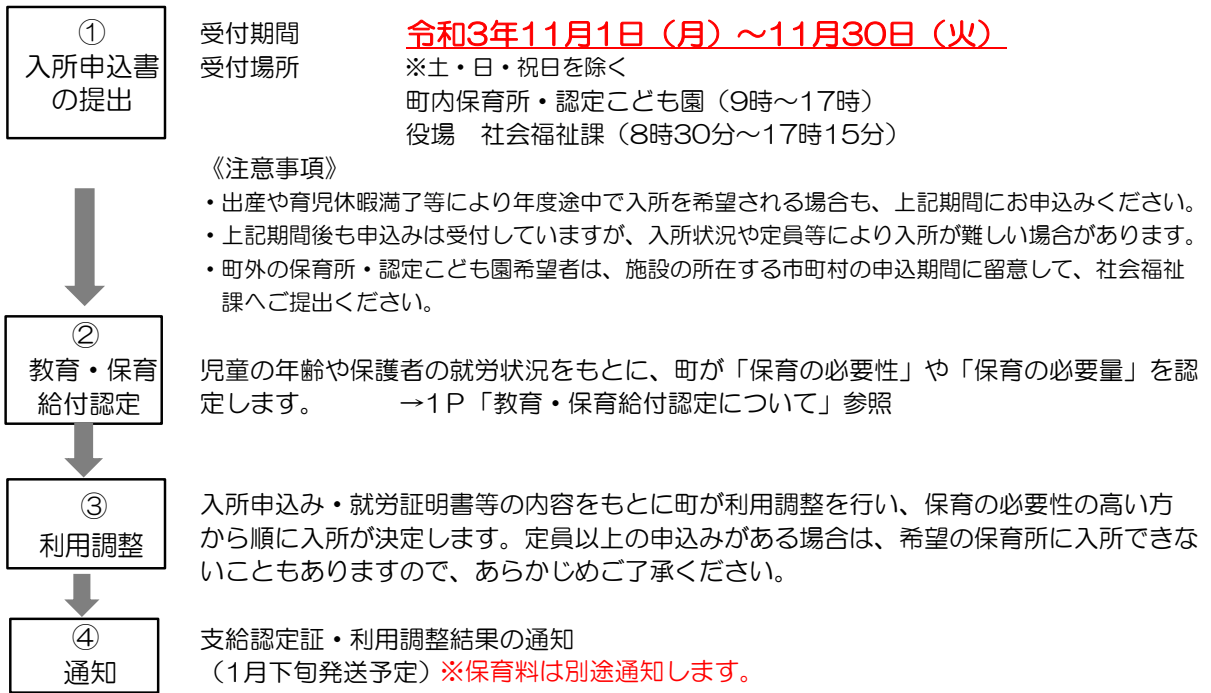 ①
入所申込書
の提出
受付期間 令和3年11月1日（月）～11月30日（火）
受付場所 ※土・日・祝日を除く
町内保育所・認定こども園（9時～17時）
役場　社会福祉課（8時30分～17時15分）
《注意事項》
・出産や育児休暇満了等により年度途中で入所を希望される場合も、上記期間にお申込みください。
・上記期間後も申込みは受付していますが、入所状況や定員等により入所が難しい場合があります。
・町外の保育所・認定こども園希望者は、施設の所在する市町村の申込期間に留意して、社会福祉
課へご提出ください。
②
教育・保育
給付認定
児童の年齢や保護者の就労状況をもとに、町が「保育の必要性」や「保育の必要量」を認
定します。　→1P「教育・保育給付認定について」参照
③
利用調整
入所申込み・就労証明書等の内容をもとに町が利用調整を行い、保育の必要性の高い方
から順に入所が決定します。定員以上の申込みがある場合は、希望の保育所に入所できな
いこともありますので、あらかじめご了承ください。
④
通知
支給認定証・利用調整結果の通知
（1月下旬発送予定）※保育料は別途通知します。